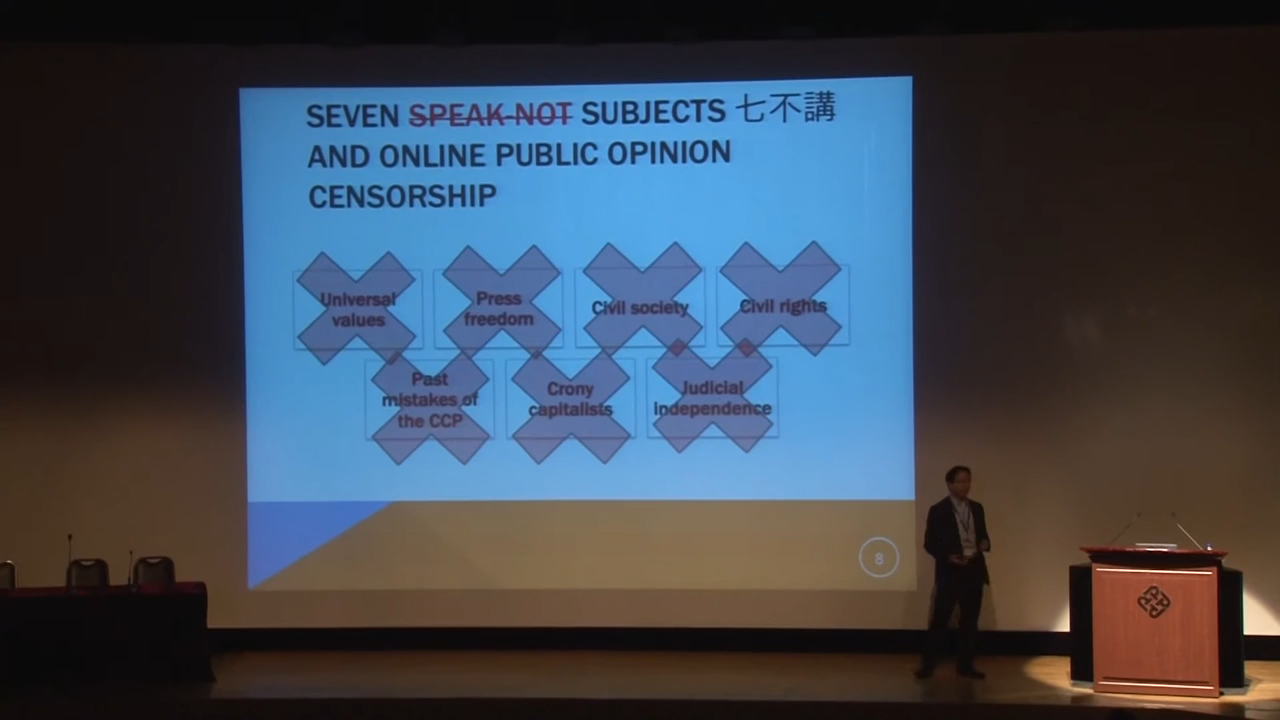 SEVEN SPEAK-NOT SUBJECTS 七不講
AND ONLINE PUBLIC OPINION
CENSORSHIP
Universal
values
Press
freedom
Civil society
Civil rights
Past
mistakes of
the CCP
Crony
capitalists
Judicial
independence
8